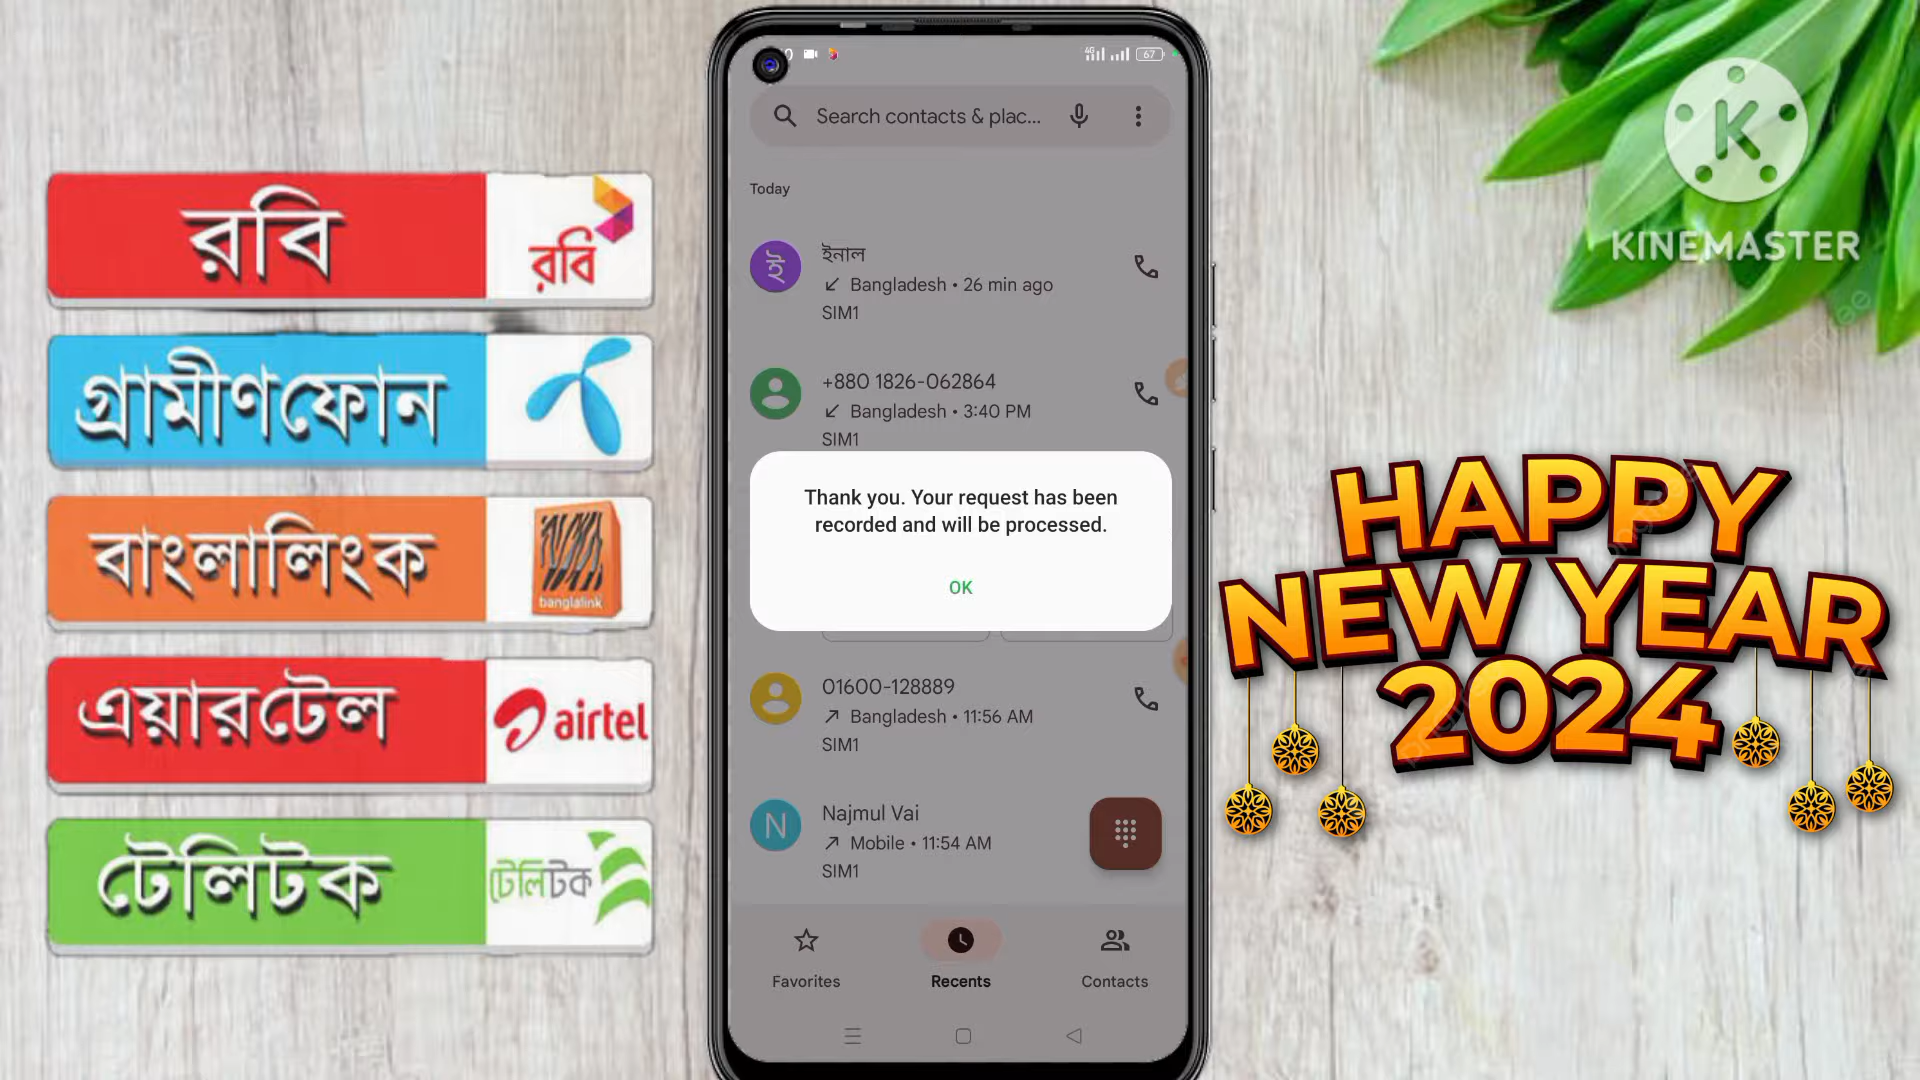 রবি
রবি
গ্রামীণফোন
বাংলালিংক
banglalink
এয়ারটেল
airtel
টেলিটক
টেলিটক
4G
67
Search contacts & plac...
Today
ই
ইনাল
Bangladesh • 26 min ago
SIM1
+880 1826-062864
Bangladesh • 3:40 PM
SIM1
Thank you. Your request has been
recorded and will be processed.
OK
01600-128889
Bangladesh • 11:56 AM
SIM1
N
Najmul Vai
Mobile • 11:54 AM
SIM1
Favorites
Recents
Contacts
K
KINEMASTER
HAPPY
NEW YEAR
2024